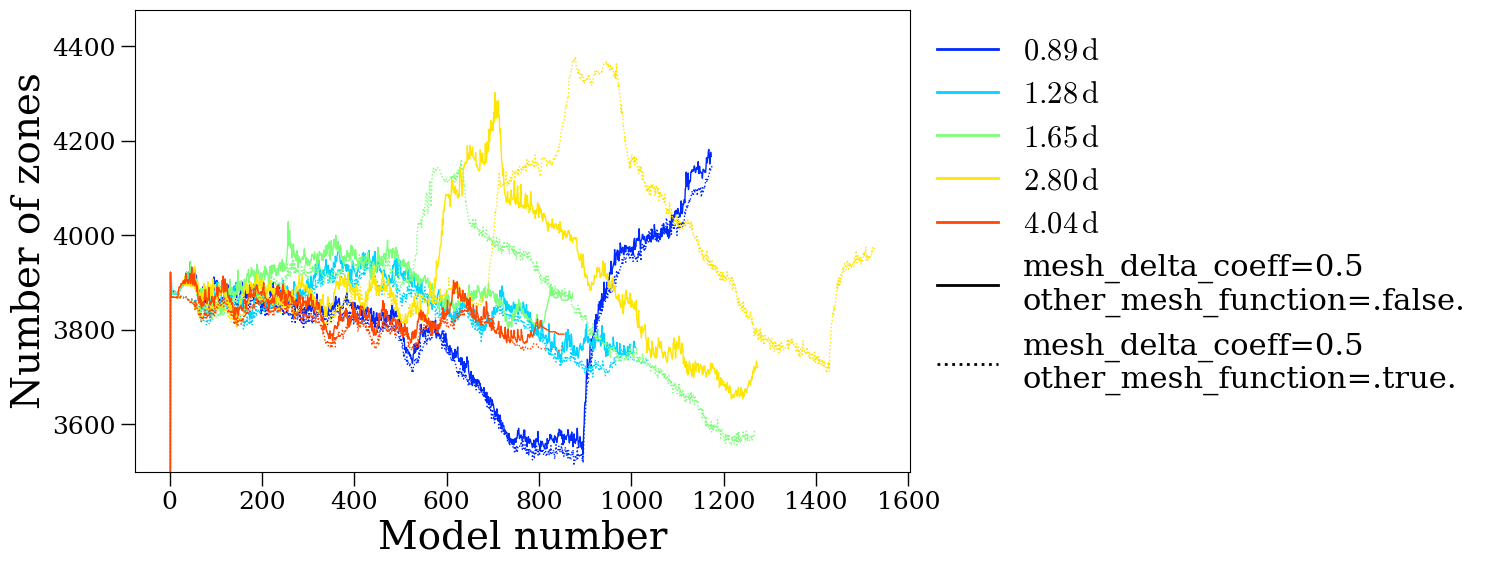 4400
4200
4000
3800
3600
Number of zones
0
200
400
600
800
1000
1200
1400
1600
Model number
0.89 d
1.28 d
1.65 d
2.80 d
4.04 d
mesh_delta_coeff=0.5
other_mesh_function=.false.
mesh_delta_coeff=0.5
other_mesh_function=.true.